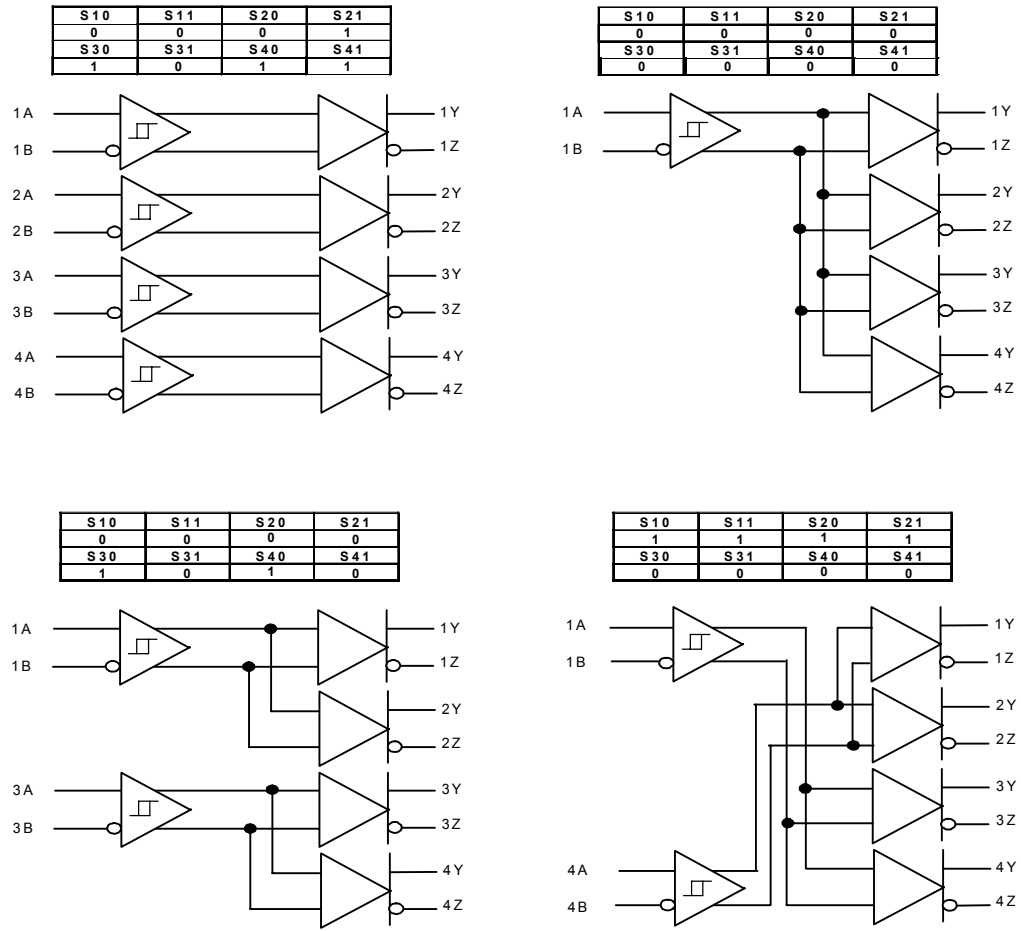 S10 S11 S20 S21
0 0 0 1
S30 S31 S40 S41
1 0 1 1
1A 1Y
1B 1Z
2A 2Y
2B 2Z
3A 3Y
3B 3Z
4A 4Y
4B 4Z
S10 S11 S20 S21
0 0 0 0
S30 S31 S40 S41
0 0 0 0
1A 1Y
1B 1Z
2Y
2Z
3Y
3Z
4Y
4Z
S10 S11 S20 S21
0 0 0 0
S30 S31 S40 S41
1 0 1 0
1A 1Y
1B 1Z
2Y
2Z
3A 3Y
3B 3Z
4Y
4Z
S10 S11 S20 S21
1 1 1 1
S30 S31 S40 S41
0 0 0 0
1A 1Y
1B 1Z
2Y
2Z
3Y
3Z
4A 4Y
4B 4Z